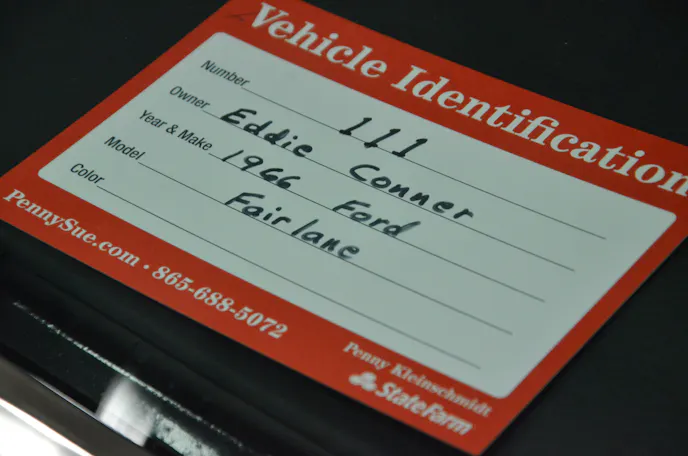 Vehicle Identification
Number 111
Owner Eddie Conner
Year & Make 1966 Ford
Model Fairlane
Color
PennySue.com • 865-688-5072
Penny Kleinschmidt
StateFarm